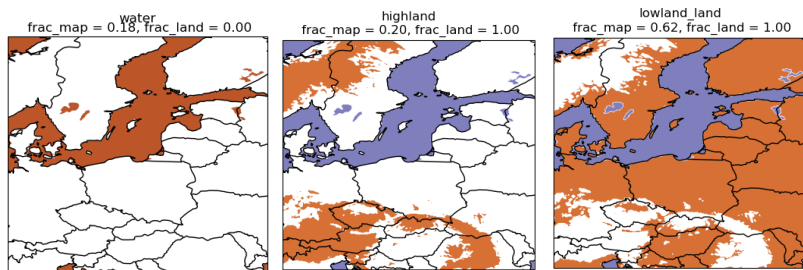 water
frac_map = 0.18, frac_land = 0.00
highland
frac_map = 0.20, frac_land = 1.00
lowland_land
frac_map = 0.62, frac_land = 1.00